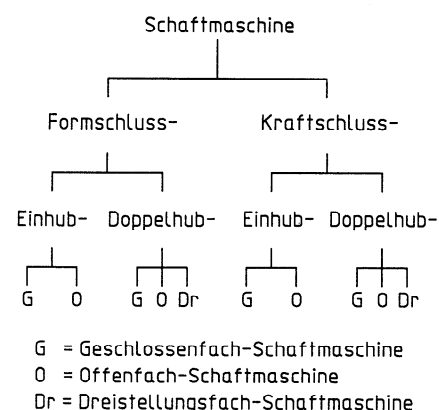 Schaftmaschine
Formschluss- Kraftschluss-
Einhub- Doppelhub- Einhub- Doppelhub-
G O G O Dr G O G O Dr
G = Geschlossenfach-Schaftmaschine
O = Offenfach-Schaftmaschine
Dr = Dreistellungsfach-Schaftmaschine